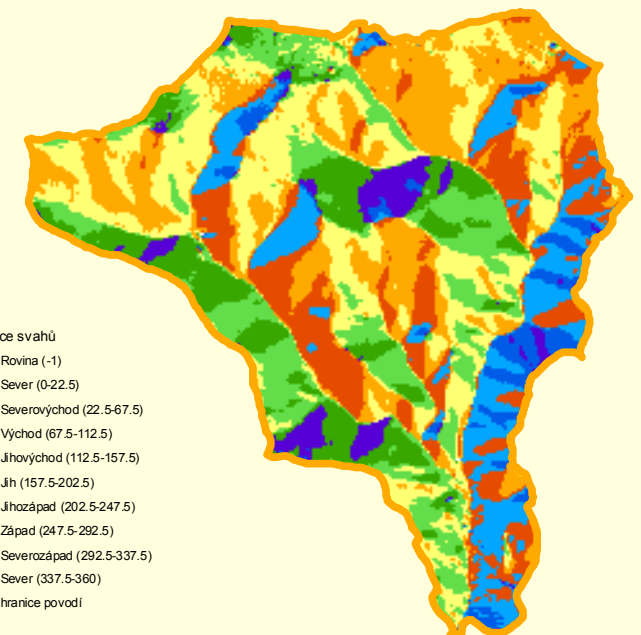 ce svahů
Rovina (-1)
Sever (0-22.5)
Severovýchod (22.5-67.5)
Východ (67.5-112.5)
Jihovýchod (112.5-157.5)
Jih (157.5-202.5)
Jihozápad (202.5-247.5)
Západ (247.5-292.5)
Severozápad (292.5-337.5)
Sever (337.5-360)
hranice povodí